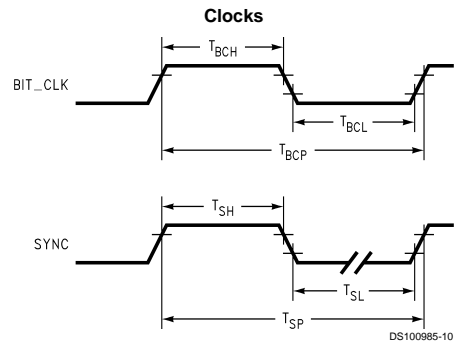 Clocks
T_BCH
BIT_CLK
T_BCL
T_BCP
T_SH
SYNC
T_SL
T_SP
DS100985-10